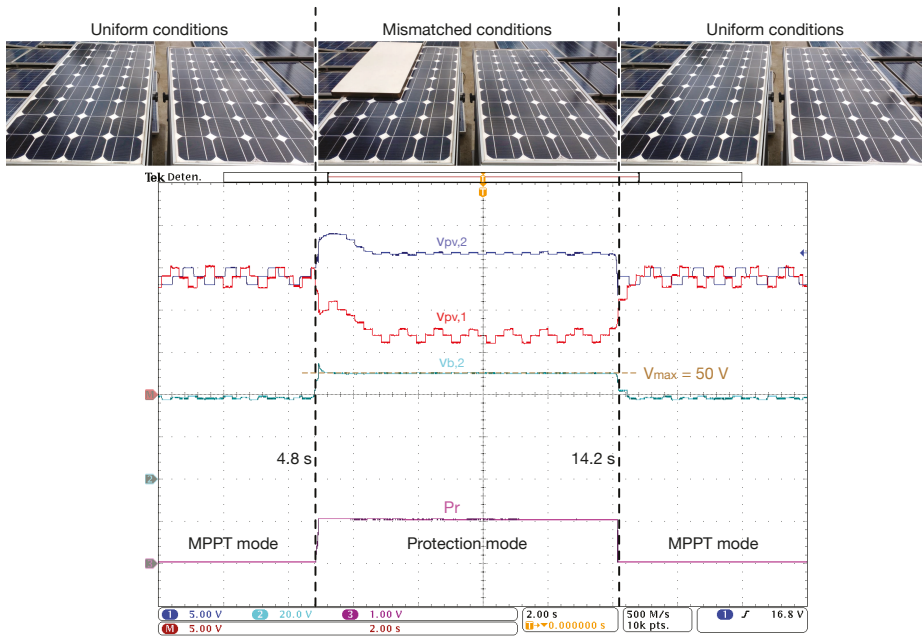 Uniform conditions
Mismatched conditions
Uniform conditions
Tek Deten.
T
T
Vpv,2
Vpv,1
Vb,2
Vmax = 50 V
4.8 s
14.2 s
2
Pr
MPPT mode
Protection mode
MPPT mode
1 5.00 V 2 20.0 V 3 1.00 V
M 5.00 V 2.00 s
2.00 s
T→▼0.000000 s
500 M/s
10k pts.
1 16.8 V